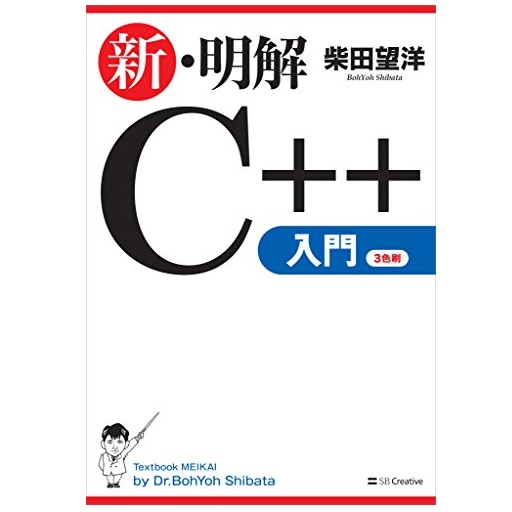 新・明解
柴田望洋
BohYoh Shibata
C++
入門
3色刷
Textbook MEIKAI
by Dr.BohYoh Shibata
SB Creative